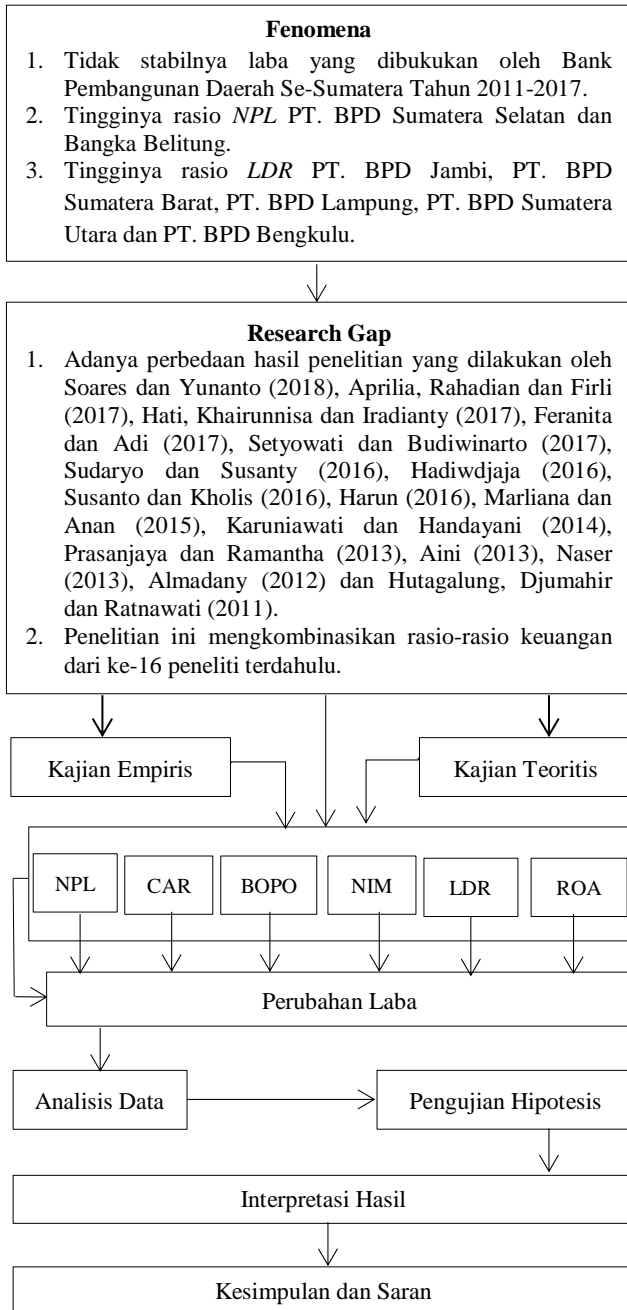 Fenomena
1. Tidak stabilnya laba yang dibukukan oleh Bank
Pembangunan Daerah Se-Sumatera Tahun 2011-2017.
2. Tingginya rasio NPL PT. BPD Sumatera Selatan dan
Bangka Belitung.
3. Tingginya rasio LDR PT. BPD Jambi, PT. BPD
Sumatera Barat, PT. BPD Lampung, PT. BPD Sumatera
Utara dan PT. BPD Bengkulu.
Research Gap
1. Adanya perbedaan hasil penelitian yang dilakukan oleh
Soares dan Yunanto (2018), Aprilia, Rahadian dan Firli
(2017), Hati, Khairunnisa dan Iradianty (2017), Feranita
dan Adi (2017), Setyowati dan Budiwinarto (2017),
Sudaryo dan Susanty (2016), Hadiwdjaja (2016),
Susanto dan Kholis (2016), Harun (2016), Marliana dan
Anan (2015), Karuniawati dan Handayani (2014),
Prasanjaya dan Ramantha (2013), Aini (2013), Naser
(2013), Almadany (2012) dan Hutagalung, Djumahir
dan Ratnawati (2011).
2. Penelitian ini mengkombinasikan rasio-rasio keuangan
dari ke-16 peneliti terdahulu.
Kajian Empiris
Kajian Teoritis
NPL
CAR
BOPO
NIM
LDR
ROA
Perubahan Laba
Analisis Data
Pengujian Hipotesis
Interpretasi Hasil
Kesimpulan dan Saran